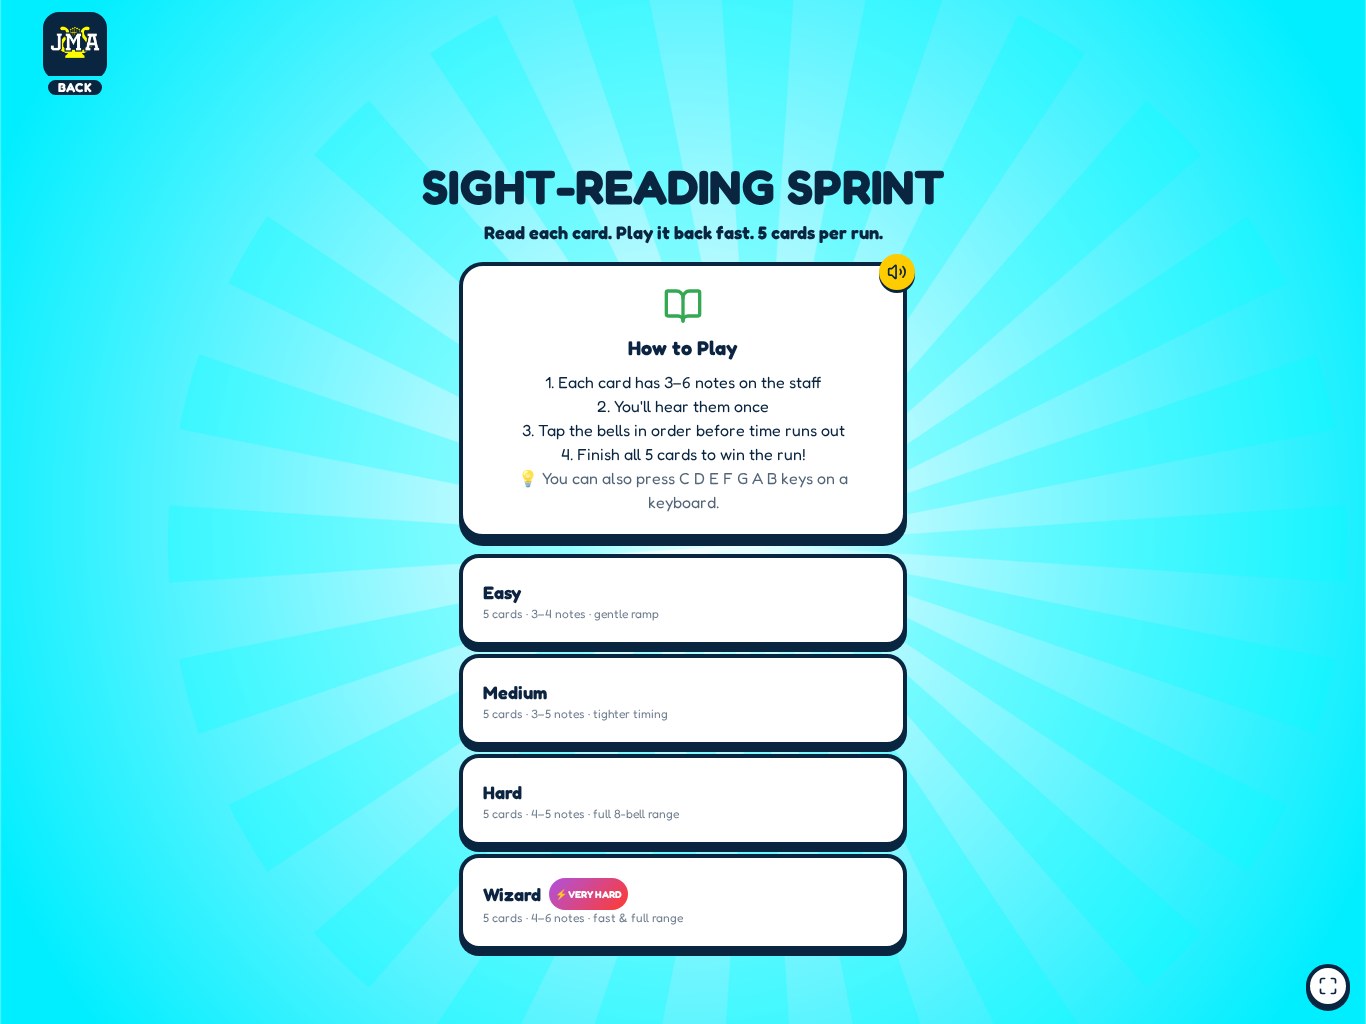 JMA
BACK
SIGHT-READING SPRINT
Read each card. Play it back fast. 5 cards per run.
How to Play
1. Each card has 3–6 notes on the staff
2. You'll hear them once
3. Tap the bells in order before time runs out
4. Finish all 5 cards to win the run!
💡 You can also press C D E F G A B keys on a
keyboard.
Easy
5 cards · 3–4 notes · gentle ramp
Medium
5 cards · 3–5 notes · tighter timing
Hard
5 cards · 4–5 notes · full 8-bell range
Wizard ⚡ VERY HARD
5 cards · 4–6 notes · fast & full range